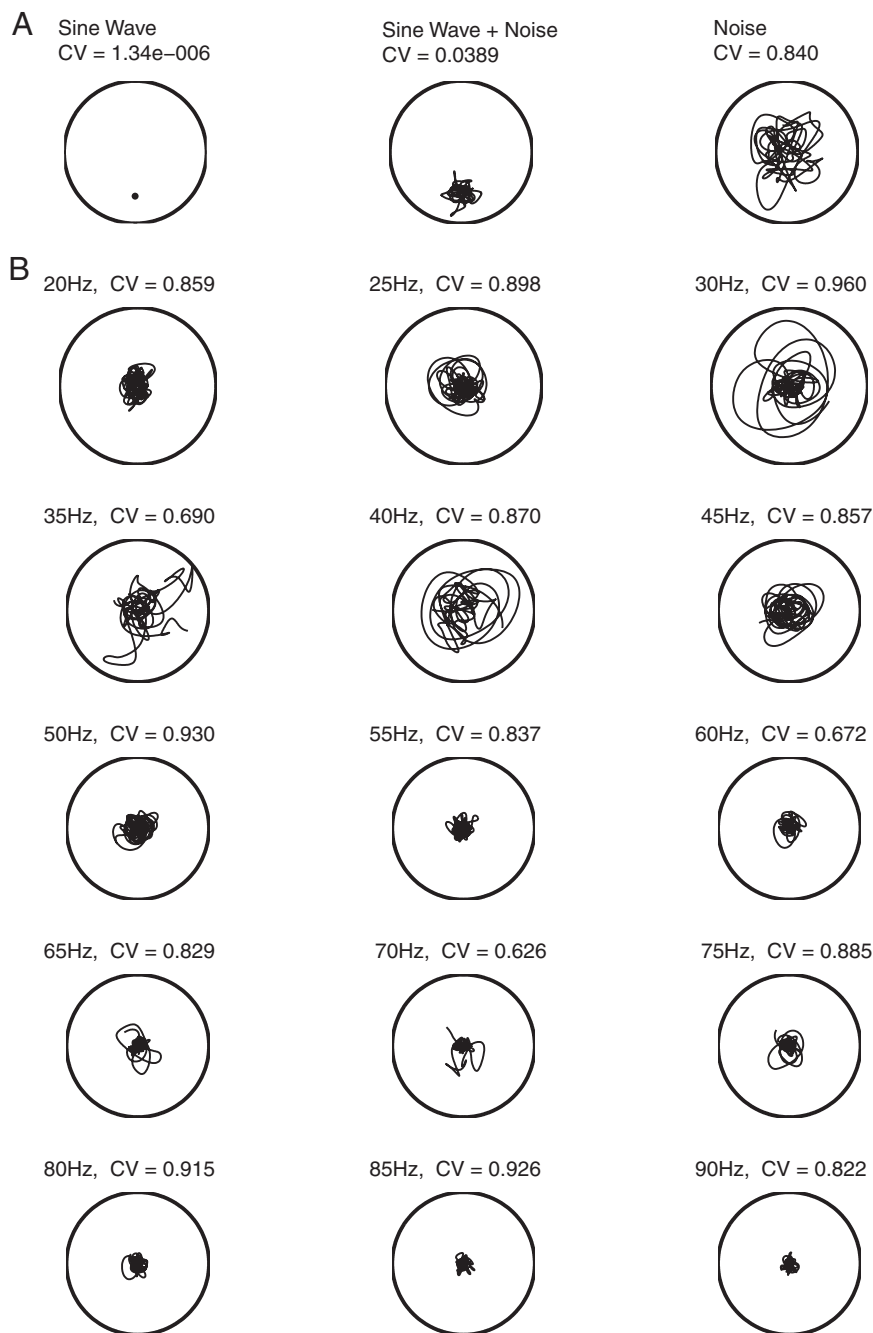 A
Sine Wave
CV = 1.34e−006
Sine Wave + Noise
CV = 0.0389
Noise
CV = 0.840
B
20Hz, CV = 0.859
25Hz, CV = 0.898
30Hz, CV = 0.960
35Hz, CV = 0.690
40Hz, CV = 0.870
45Hz, CV = 0.857
50Hz, CV = 0.930
55Hz, CV = 0.837
60Hz, CV = 0.672
65Hz, CV = 0.829
70Hz, CV = 0.626
75Hz, CV = 0.885
80Hz, CV = 0.915
85Hz, CV = 0.926
90Hz, CV = 0.822